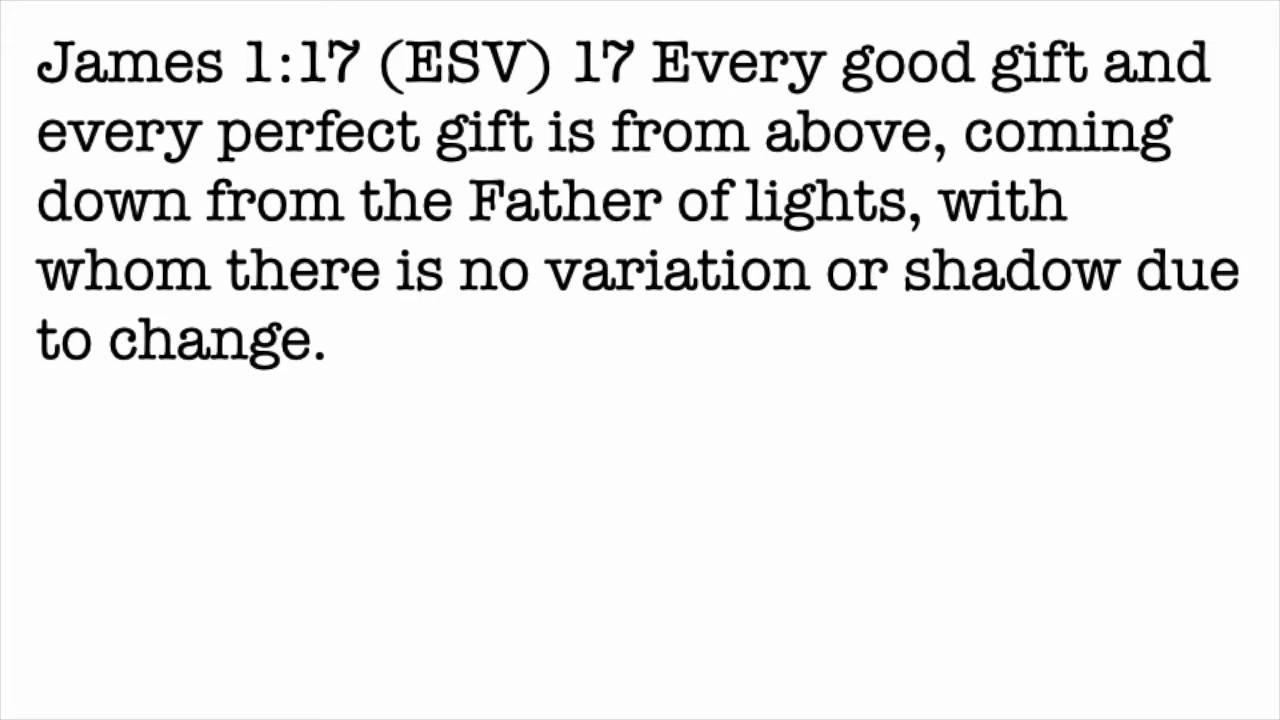 James 1:17 (ESV) 17 Every good gift and
every perfect gift is from above, coming
down from the Father of lights, with
whom there is no variation or shadow due
to change.